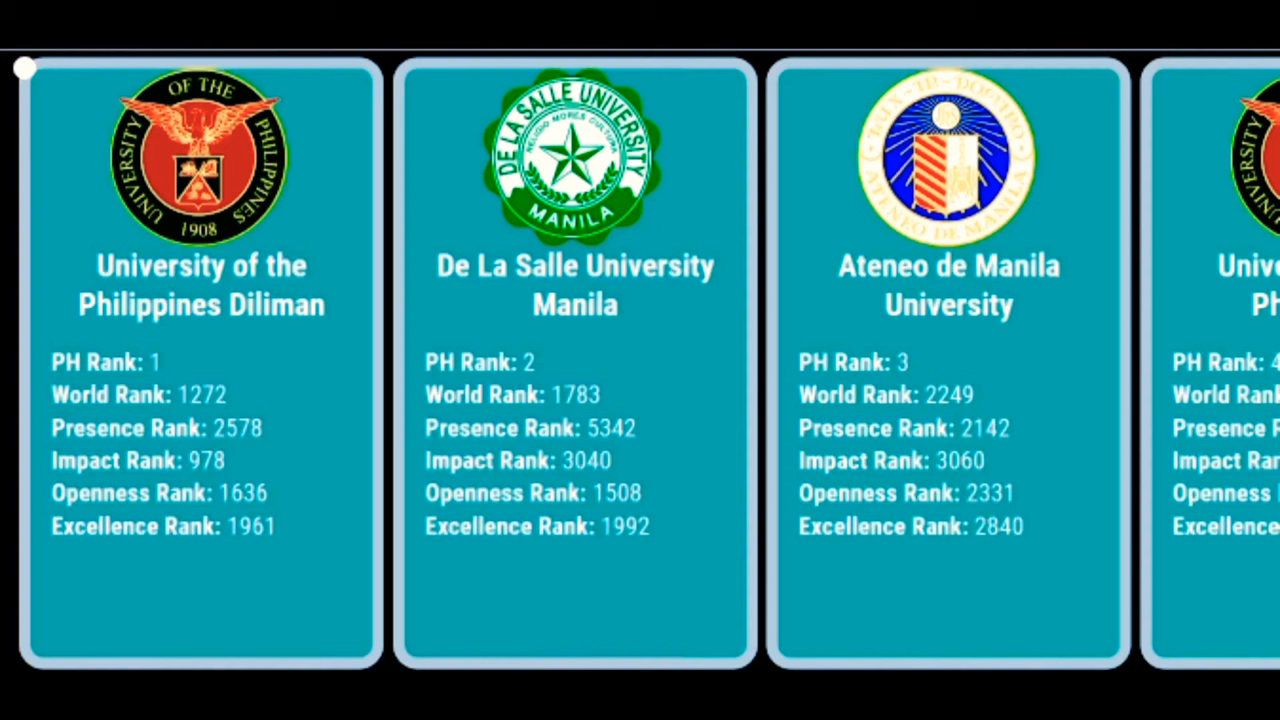 OF THE
UNIVERSITY
PHILIPPINES
1908
University of the
Philippines Diliman
PH Rank: 1
World Rank: 1272
Presence Rank: 2578
Impact Rank: 978
Openness Rank: 1636
Excellence Rank: 1961
DE LA SALLE UNIVERSITY
RELIGIO MORES CULTURA
MANILA
De La Salle University
Manila
PH Rank: 2
World Rank: 1783
Presence Rank: 5342
Impact Rank: 3040
Openness Rank: 1508
Excellence Rank: 1992
ATENEO DE MANILA
Ateneo de Manila
University
PH Rank: 3
World Rank: 2249
Presence Rank: 2142
Impact Rank: 3060
Openness Rank: 2331
Excellence Rank: 2840
UNIVERSITY
Unive
Ph
PH Rank: 4
World Rank
Presence R
Impact Ran
Openness
Excellence